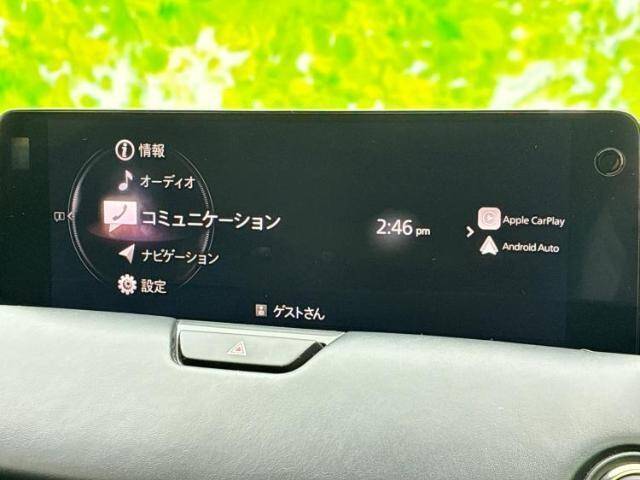 情報
オーディオ
コミュニケーション
ナビゲーション
設定
2:46 pm
Apple CarPlay
Android Auto
ゲストさん